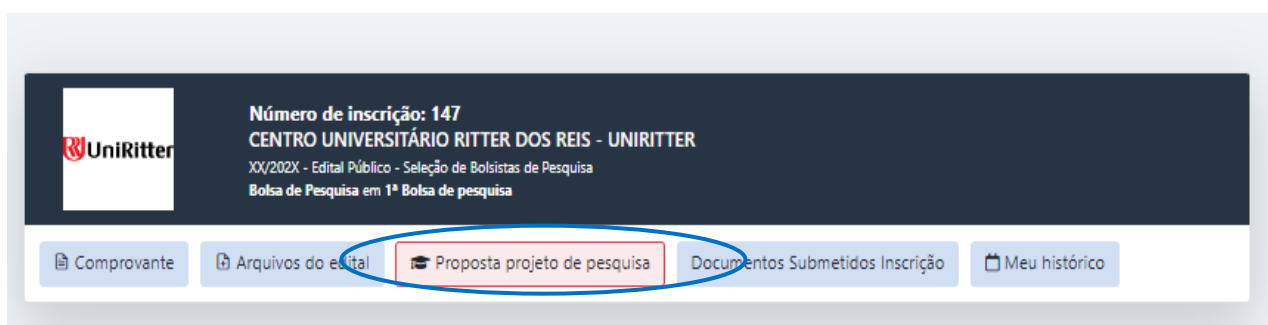 UniRitter
Número de inscrição: 147
CENTRO UNIVERSITÁRIO RITTER DOS REIS - UNIRITTER
XX/202X - Edital Público - Seleção de Bolsistas de Pesquisa
Bolsa de Pesquisa em 1ª Bolsa de pesquisa
Comprovante Arquivos do edital Proposta projeto de pesquisa Documentos Submetidos Inscrição Meu histórico